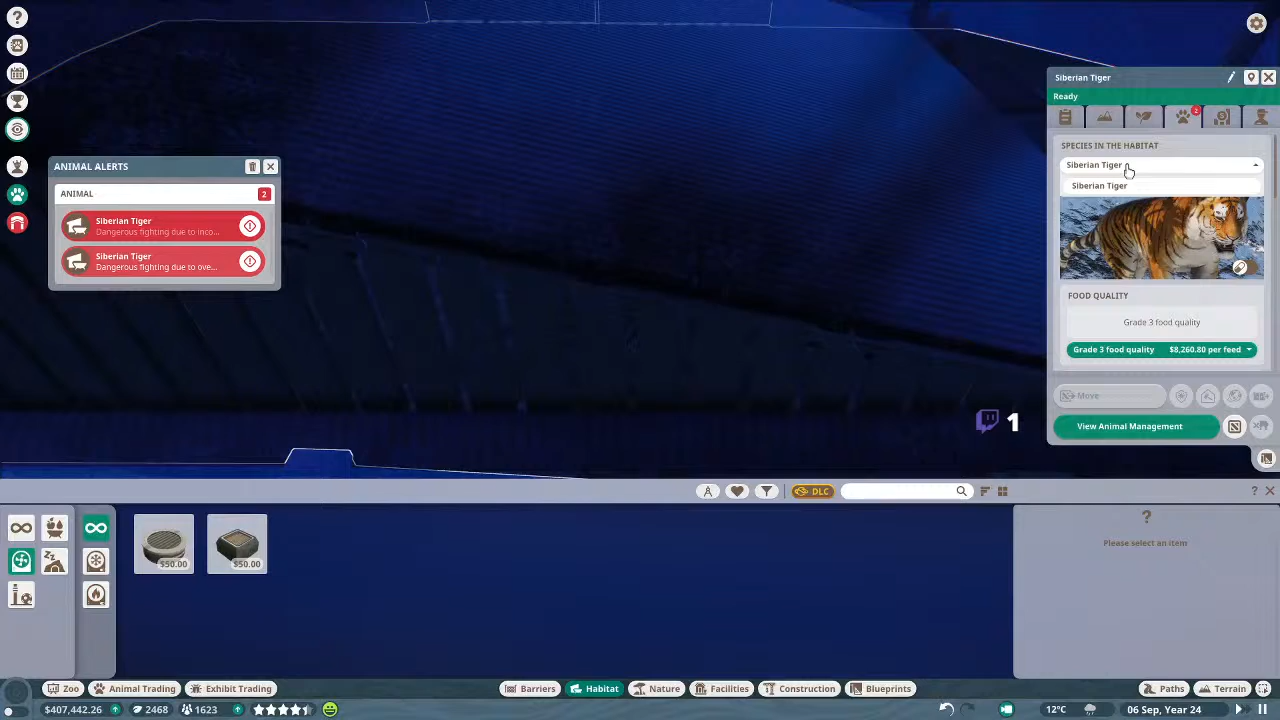 Siberian Tiger
Ready
2
SPECIES IN THE HABITAT
Siberian Tiger
Siberian Tiger
ANIMAL ALERTS
ANIMAL 2
Siberian Tiger
Dangerous fighting due to inco...
Siberian Tiger
Dangerous fighting due to ove...
FOOD QUALITY
Grade 3 food quality
Grade 3 food quality $8,260.80 per feed
Move
1
View Animal Management
DLC
?
$50.00 $50.00
?
Please select an item
Zoo Animal Trading Exhibit Trading Barriers Habitat Nature Facilities Construction Blueprints Paths Terrain
$407,442.26 2468 1623 12°C 06 Sep, Year 24